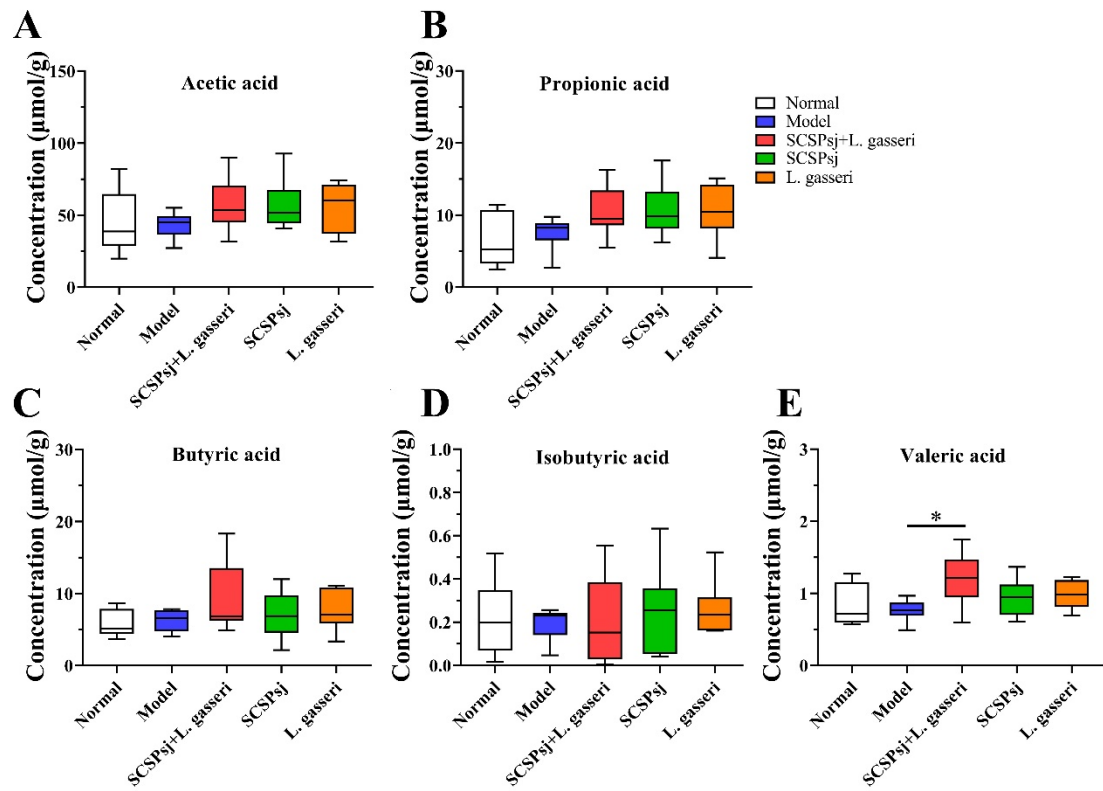 A
Acetic acid
Concentration (μmol/g)
150
100
50
0
Normal
Model
SCSPsj+L. gasseri
SCSPsj
L. gasseri
B
Propionic acid
Concentration (μmol/g)
30
20
10
0
Normal
Model
SCSPsj+L. gasseri
SCSPsj
L. gasseri
Normal
Model
SCSPsj+L. gasseri
SCSPsj
L. gasseri
C
Butyric acid
Concentration (μmol/g)
30
20
10
0
Normal
Model
SCSPsj+L. gasseri
SCSPsj
L. gasseri
D
Isobutyric acid
Concentration (μmol/g)
1.0
0.8
0.6
0.4
0.2
0.0
Normal
Model
SCSPsj+L. gasseri
SCSPsj
L. gasseri
E
Valeric acid
Concentration (μmol/g)
3
2
1
0
*
Normal
Model
SCSPsj+L. gasseri
SCSPsj
L. gasseri